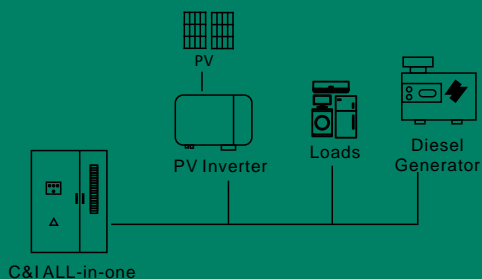 PV
PV Inverter
Loads
Diesel
Generator
C&I ALL-in-one